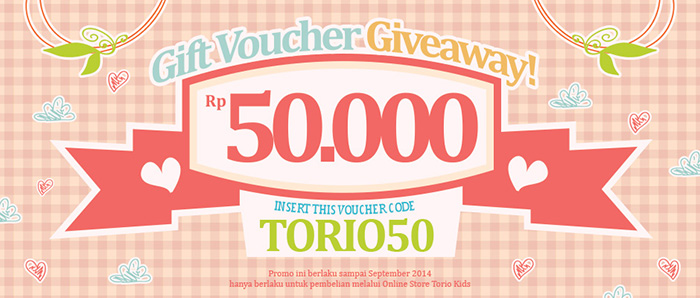 Gift Voucher Giveaway!
Rp 50.000
INSERT THIS VOUCHER CODE
TORIO50
Promo ini berlaku sampai September 2014
hanya berlaku untuk pembelian melalui Online Store Torio Kids